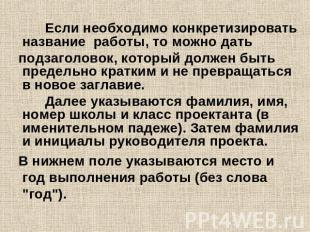 Если необходимо конкретизировать
название работы, то можно дать
подзаголовок, который должен быть
предельно кратким и не превращаться
в новое заглавие.
Далее указываются фамилия, имя,
номер школы и класс проектанта (в
именительном падеже). Затем фамилия
и инициалы руководителя проекта.
В нижнем поле указываются место и
год выполнения работы (без слова
"год").
PPt4WEB.ru